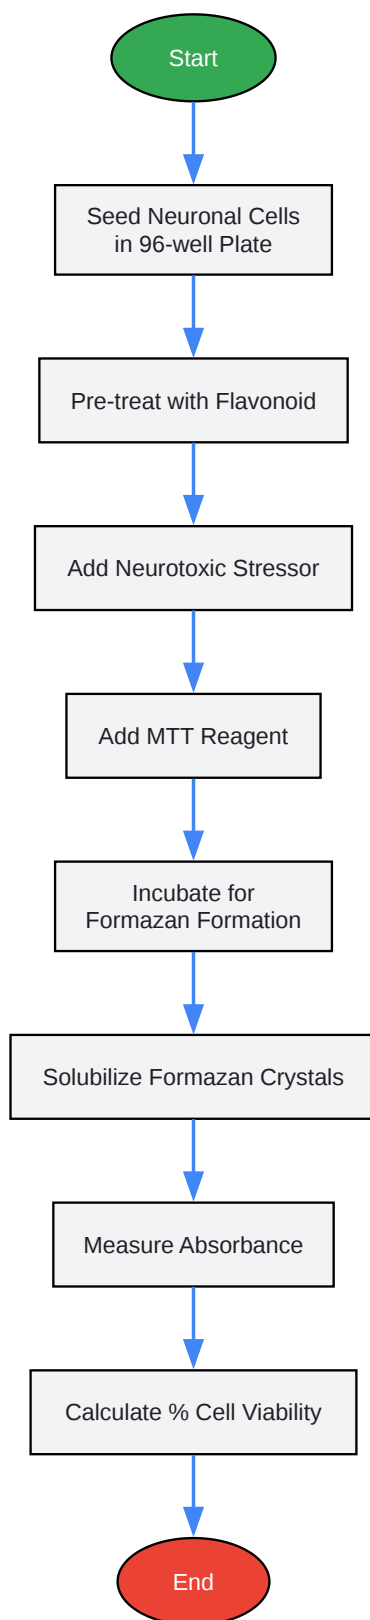 Start
Seed Neuronal Cells
in 96-well Plate
Pre-treat with Flavonoid
Add Neurotoxic Stressor
Add MTT Reagent
Incubate for
Formazan Formation
Solubilize Formazan Crystals
Measure Absorbance
Calculate % Cell Viability
End